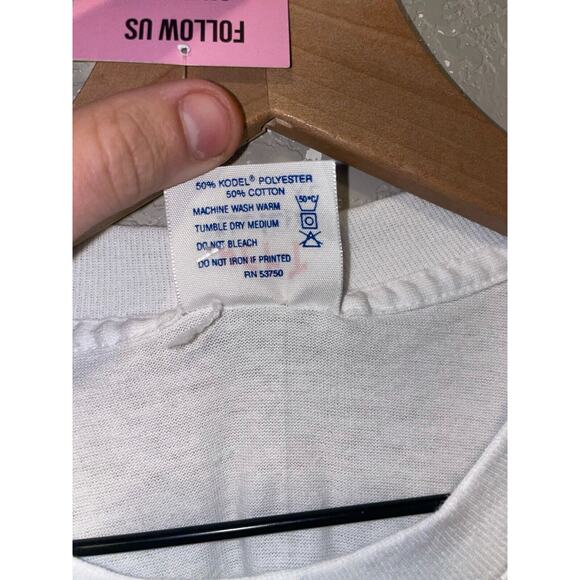 FOLLOW US
50% KODEL® POLYESTER
50% COTTON
MACHINE WASH WARM
50°C
TUMBLE DRY MEDIUM
DO NOT BLEACH
DO NOT IRON IF PRINTED
RN 53750